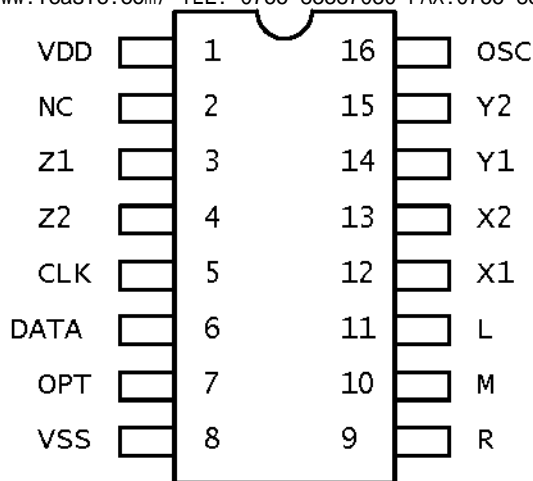 VDD 1 16 OSC
NC 2 15 Y2
Z1 3 14 Y1
Z2 4 13 X2
CLK 5 12 X1
DATA 6 11 L
OPT 7 10 M
VSS 8 9 R